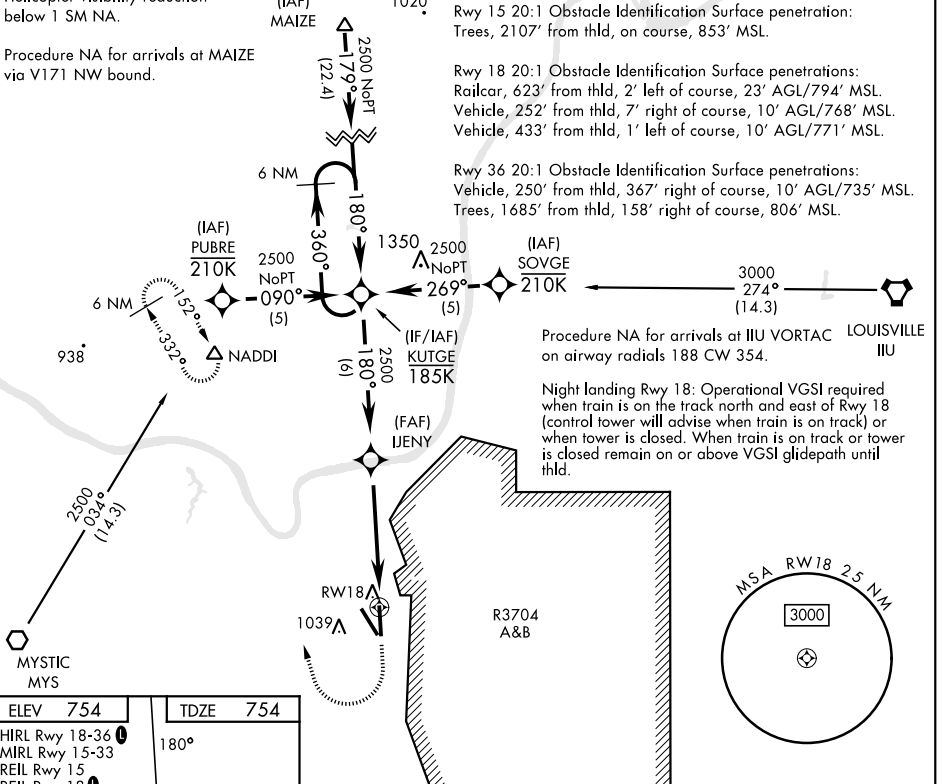 below 1 SM NA.
Procedure NA for arrivals at MAIZE
via V171 NW bound.
(IAF)
MAIZE
1020
2500 NoPT
179°
(22.4)
Rwy 15 20:1 Obstacle Identification Surface penetration:
Trees, 2107' from thld, on course, 853' MSL.
Rwy 18 20:1 Obstacle Identification Surface penetrations:
Railcar, 623' from thld, 2' left of course, 23' AGL/794' MSL.
Vehicle, 252' from thld, 7' right of course, 10' AGL/768' MSL.
Vehicle, 433' from thld, 1' left of course, 10' AGL/771' MSL.
Rwy 36 20:1 Obstacle Identification Surface penetrations:
Vehicle, 250' from thld, 367' right of course, 10' AGL/735' MSL.
Trees, 1685' from thld, 158' right of course, 806' MSL.
6 NM
180°
360°
(IAF)
PUBRE
210K
2500
NoPT
090°
(5)
1350
2500
NoPT
269°
(5)
(IAF)
SOVGE
210K
3000
274°
(14.3)
LOUISVILLE
IIU
6 NM
152°
332°
NADDI
938
(IF/IAF)
KUTGE
185K
2500
180°
(6)
Procedure NA for arrivals at IIU VORTAC
on airway radials 188 CW 354.
Night landing Rwy 18: Operational VGSI required
when train is on the track north and east of Rwy 18
(control tower will advise when train is on track) or
when tower is closed. When train is on track or tower
is closed remain on or above VGSI glidepath until
thld.
(FAF)
IJENY
2500
034°
(14.3)
RW18
1039
R3704
A&B
MSA RW18 25 NM
3000
MYSTIC
MYS
ELEV 754
TDZE 754
HIRL Rwy 18-36 L
MIRL Rwy 15-33
REIL Rwy 15
180°